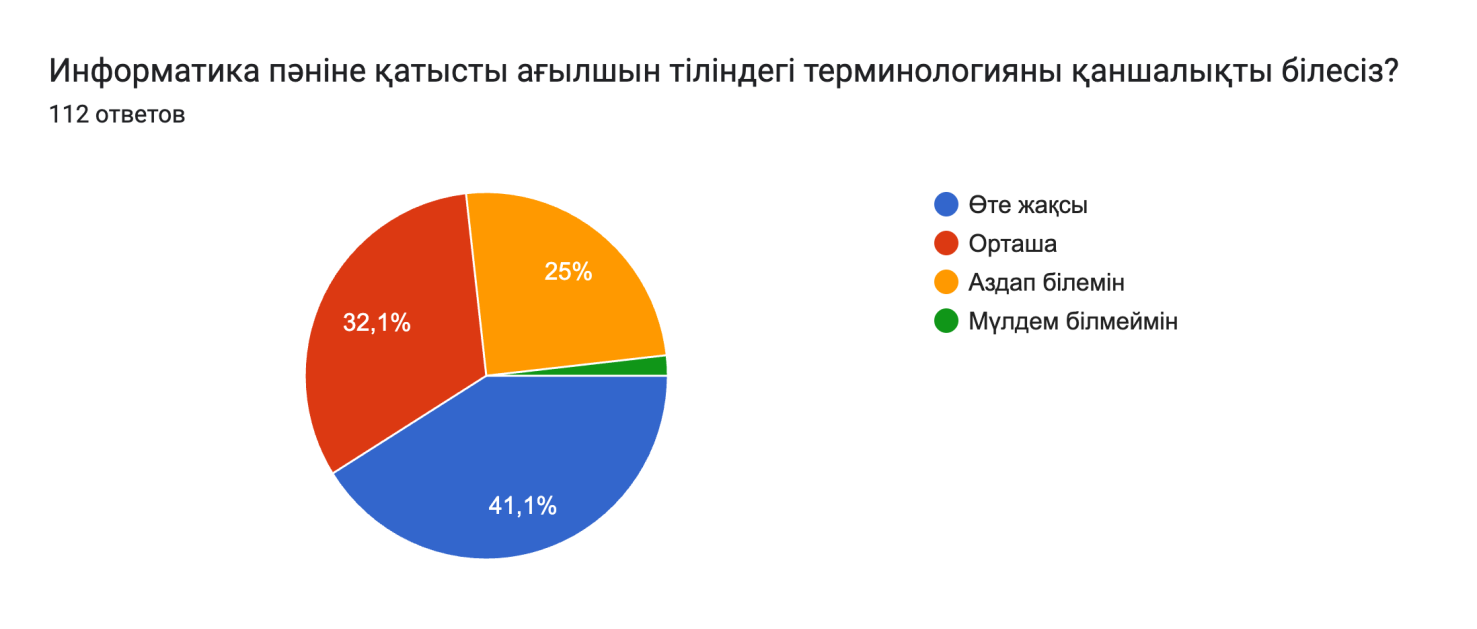 Информатика пәніне қатысты ағылшын тіліндегі терминологияны қаншалықты білесіз?
112 ответов
Өте жақсы
Орташа
Аздап білемін
Мүлдем білмеймін
25%
32,1%
41,1%